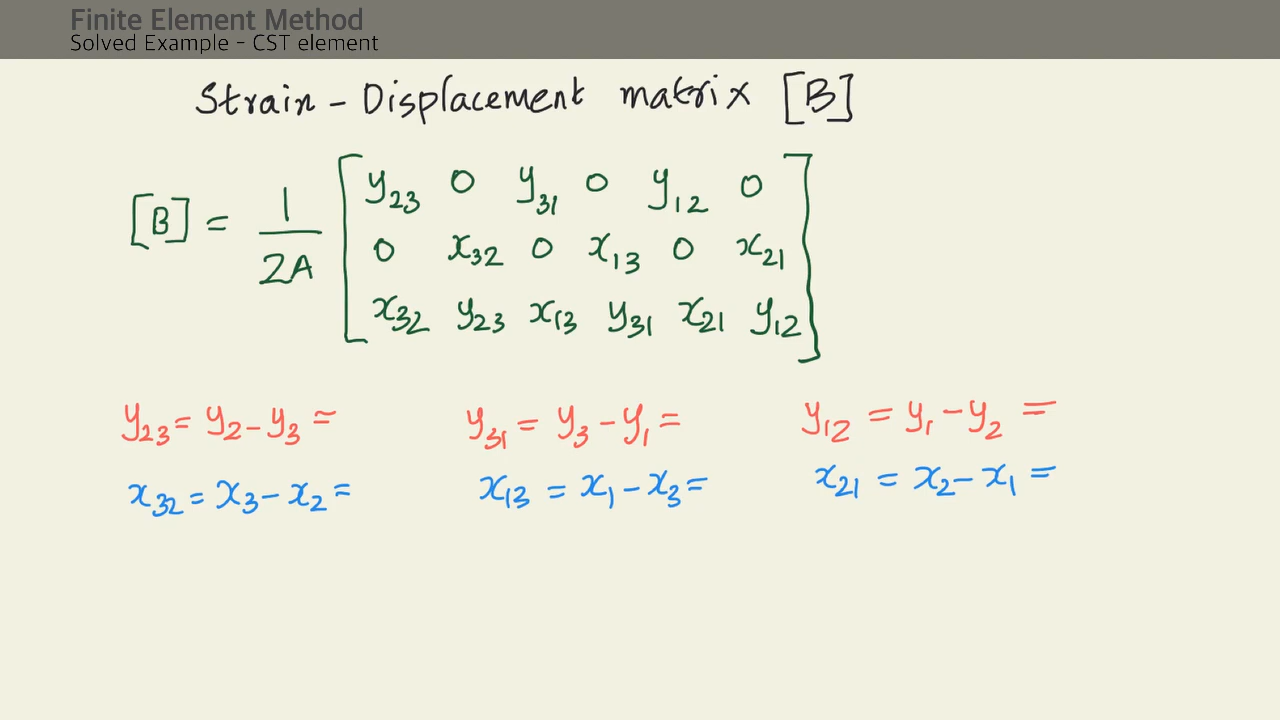 Finite Element Method
Solved Example - CST element
Strain - Displacement matrix [B]
[B] = 1/2A [
y₂₃ 0 y₃₁ 0 y₁₂ 0
0 x₃₂ 0 x₁₃ 0 x₂₁
x₃₂ y₂₃ x₁₃ y₃₁ x₂₁ y₁₂ ]
y₂₃ = y₂ - y₃ = y₃₁ = y₃ - y₁ = y₁₂ = y₁ - y₂ =
x₃₂ = x₃ - x₂ = x₁₃ = x₁ - x₃ = x₂₁ = x₂ - x₁ =